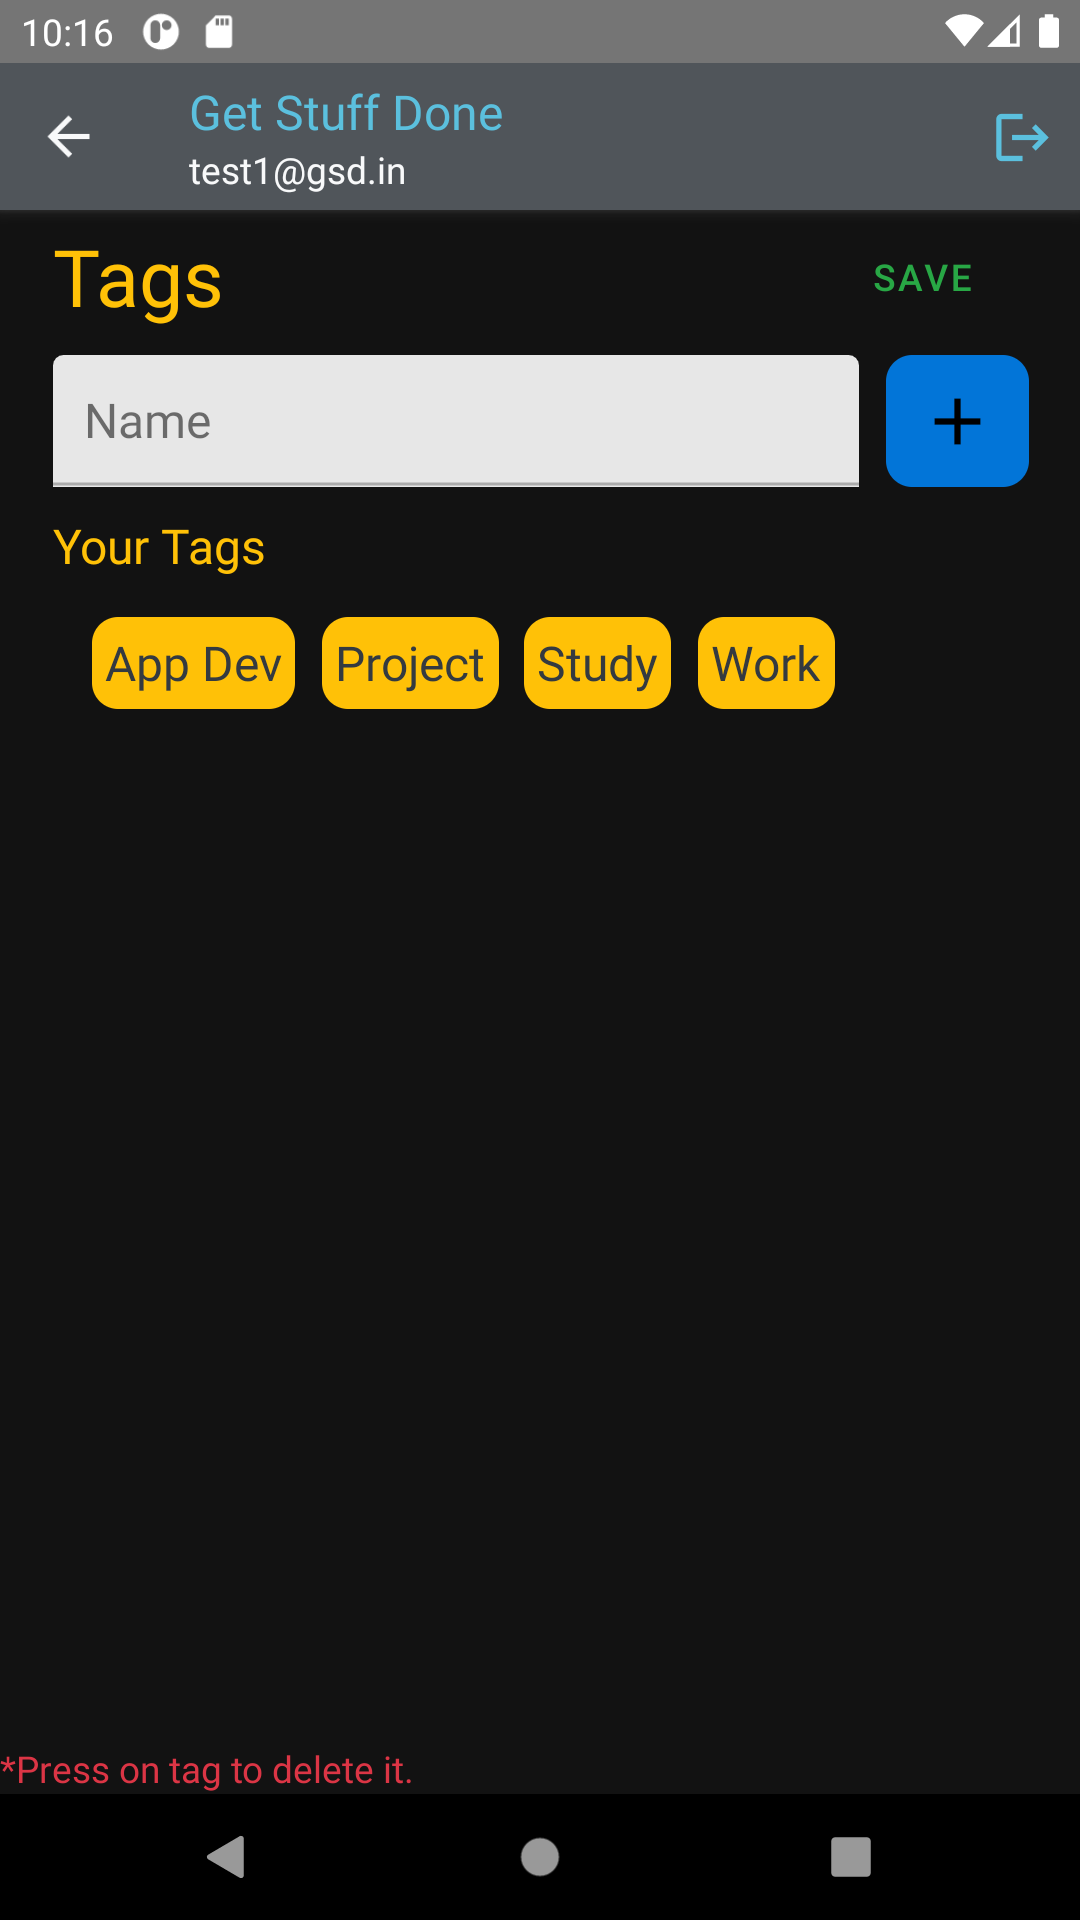 10:16
Get Stuff Done
test1@gsd.in
Tags
SAVE
Name
Your Tags
App Dev Project Study Work
*Press on tag to delete it.